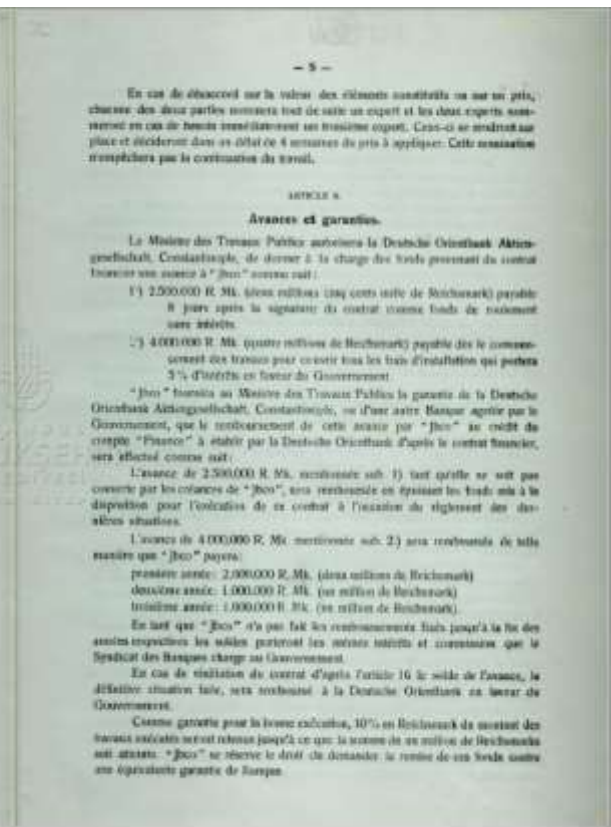 — 5 —
En cas de désaccord sur la valeur des éléments constitutifs ou sur un prix,
chacune des deux parties nommera tout de suite un expert et les deux experts nom-
meront en cas de besoin immédiatement un troisième expert. Ceux-ci se rendront sur
place et décideront dans un délai de 4 semaines du prix à appliquer. Cette
n'empêchera pas la continuation du travail.
ARTICLE
Avances et garanties.
Le Ministre des Travaux Publics autorisera la Deutsche Orientbank Aktien-
gesellschaft, Constantinople, de donner à la charge des fonds provenant du contrat
financier une avance à "Jbco" comme suit:
1) 2.500.000 R. Mk. (deux millions cinq cents mille de Reichsmark) payable
8 jours après la signature du contrat comme fonds de roulement
sans intérêts.
2) 4.000.000 R. Mk. (quatre millions de Reichsmark) payable dès le commen-
cement des travaux pour couvrir tous les frais d'installation qui portera
5% d'intérêts en faveur du Gouvernement.
"Jbco" fournira au Ministre des Travaux Publics la garantie de la Deutsche
Orientbank Aktiengesellschaft, Constantinople, ou d'une autre Banque agréée par le
Gouvernement, que le remboursement de cette avance par "Jbco" au crédit du
compte "Finance" à établir par la Deutsche Orientbank d'après le contrat financier,
sera effectué comme suit:
L'avance de 2.500.000 R. Mk. mentionnée sub. 1) tant qu'elle ne soit pas
couverte par les créances de "Jbco", sera remboursée en épuisant les fonds mis à la
disposition pour l'exécution de ce contrat à l'occasion du règlement des der-
nières situations.
L'avance de 4.000.000 R. Mk. mentionnée sub. 2) sera remboursée de telle
manière que "Jbco" payera:
première année: 2.000.000 R. Mk. (deux millions de Reichsmark)
deuxième année: 1.000.000 R. Mk. (un million de Reichsmark)
troisième année: 1.000.000 R. Mk. (un million de Reichsmark).
En tant que "Jbco" n'a pas fait les remboursements fixés jusqu'à la fin des
années respectives les soldes porteront les mêmes intérêts et commission que le
Syndicat des Banques charge au Gouvernement.
En cas de résiliation du contrat d'après l'article 16 le solde de l'avance, la
définitive situation faite, sera remboursé à la Deutsche Orientbank en faveur du
Gouvernement.
Comme garantie pour la bonne exécution, 10% en Reichsmark du montant des
travaux exécutés seront retenus jusqu'à ce que la somme de un million de Reichsmarks
soit atteinte. "Jbco" se réserve le droit de demander la remise de ces fonds contre
une équivalente garantie de Banque.